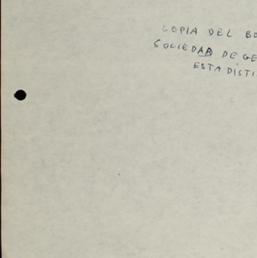 COPIA DEL BO
SOCIEDAD DE GE
ESTADISTI